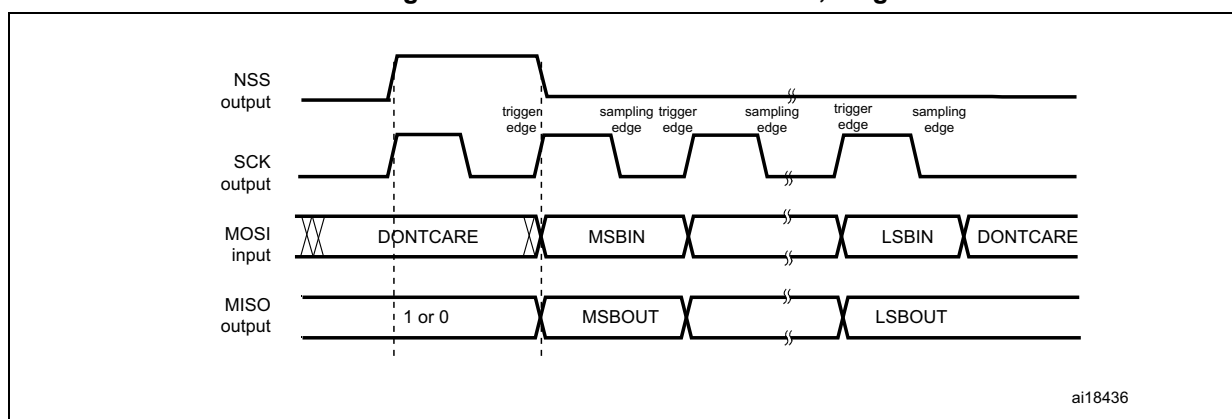 NSS
output
trigger
edge
sampling
edge
trigger
edge
sampling
edge
trigger
edge
sampling
edge
SCK
output
MOSI
input
DONTCARE
MSBIN
LSBIN
DONTCARE
MISO
output
1 or 0
MSBOUT
LSBOUT
ai18436